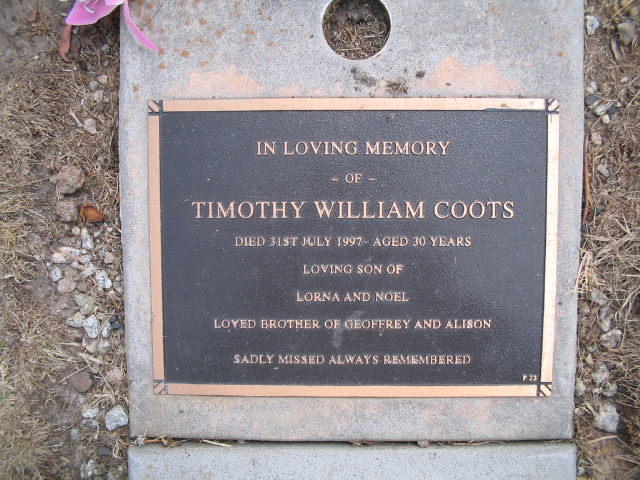 IN LOVING MEMORY
– OF –
TIMOTHY WILLIAM COOTS
DIED 31ST JULY 1997 - AGED 30 YEARS
LOVING SON OF
LORNA AND NOEL
LOVED BROTHER OF GEOFFREY AND ALISON
SADLY MISSED ALWAYS REMEMBERED
P 23